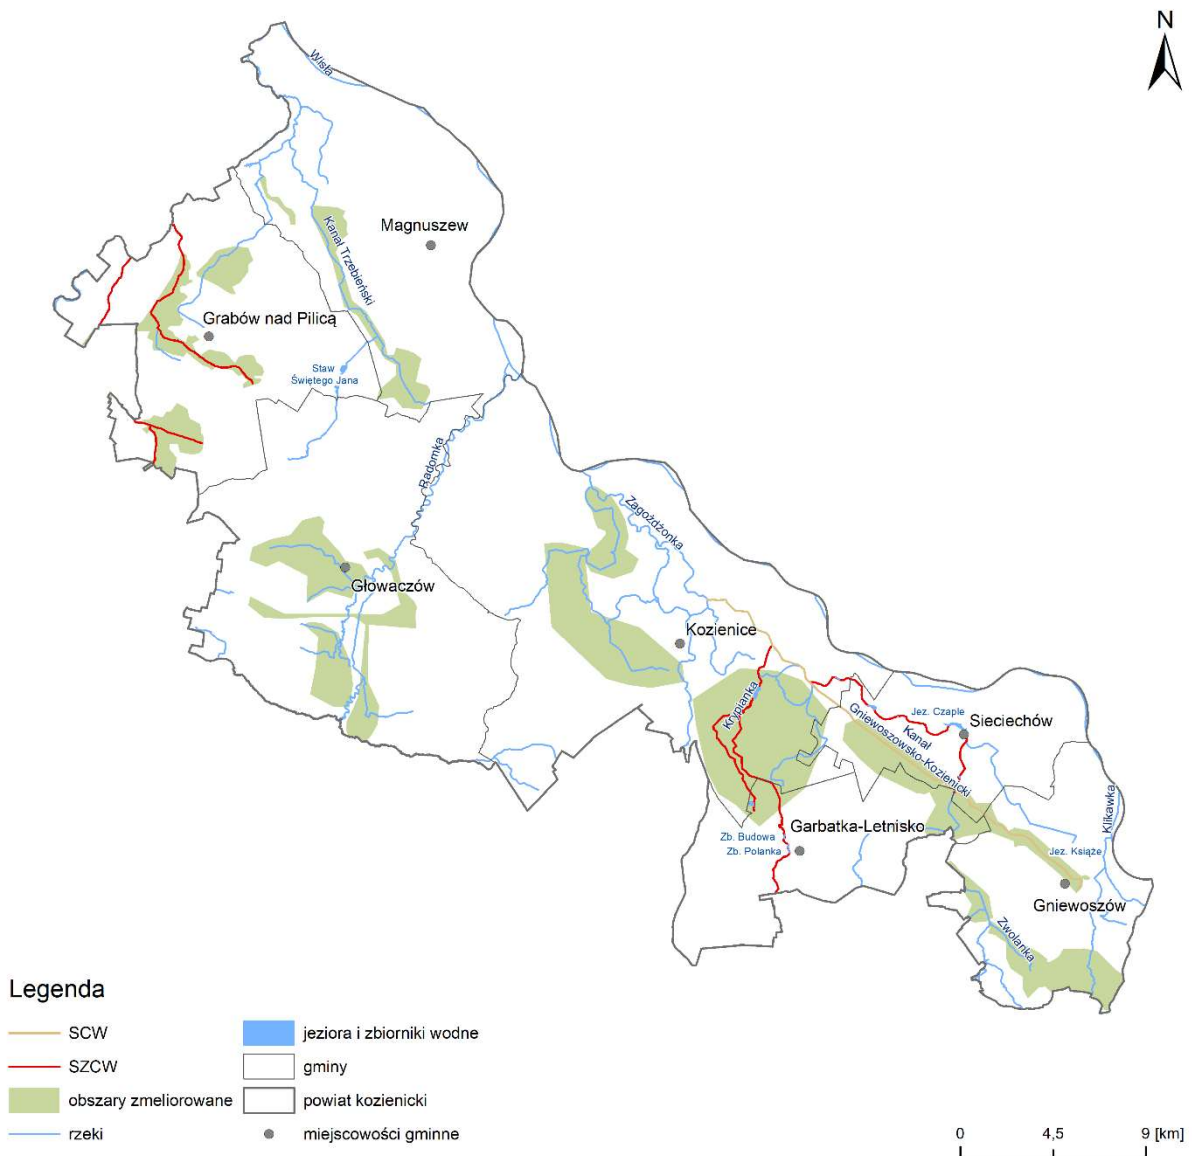 N
Wisła
Magnuszew
Kanał Trzebieński
Grabów nad Pilicą
Staw
Świętego Jana
Radomka
Zagożdżonka
Głowaczów
Kozienice
Krypianka
Jez. Czaple
Sieciechów
Kanał
Gniewoszowsko-Kozienicki
Klikawka
Garbatka-Letnisko
Zb. Budowa
Zb. Polanka
Jez. Książe
Gniewoszów
Zwolanka
Legenda
SCW
SZCW
obszary zmeliorowane
rzeki
jeziora i zbiorniki wodne
gminy
powiat kozienicki
miejscowości gminne
0 4,5 9 [km]